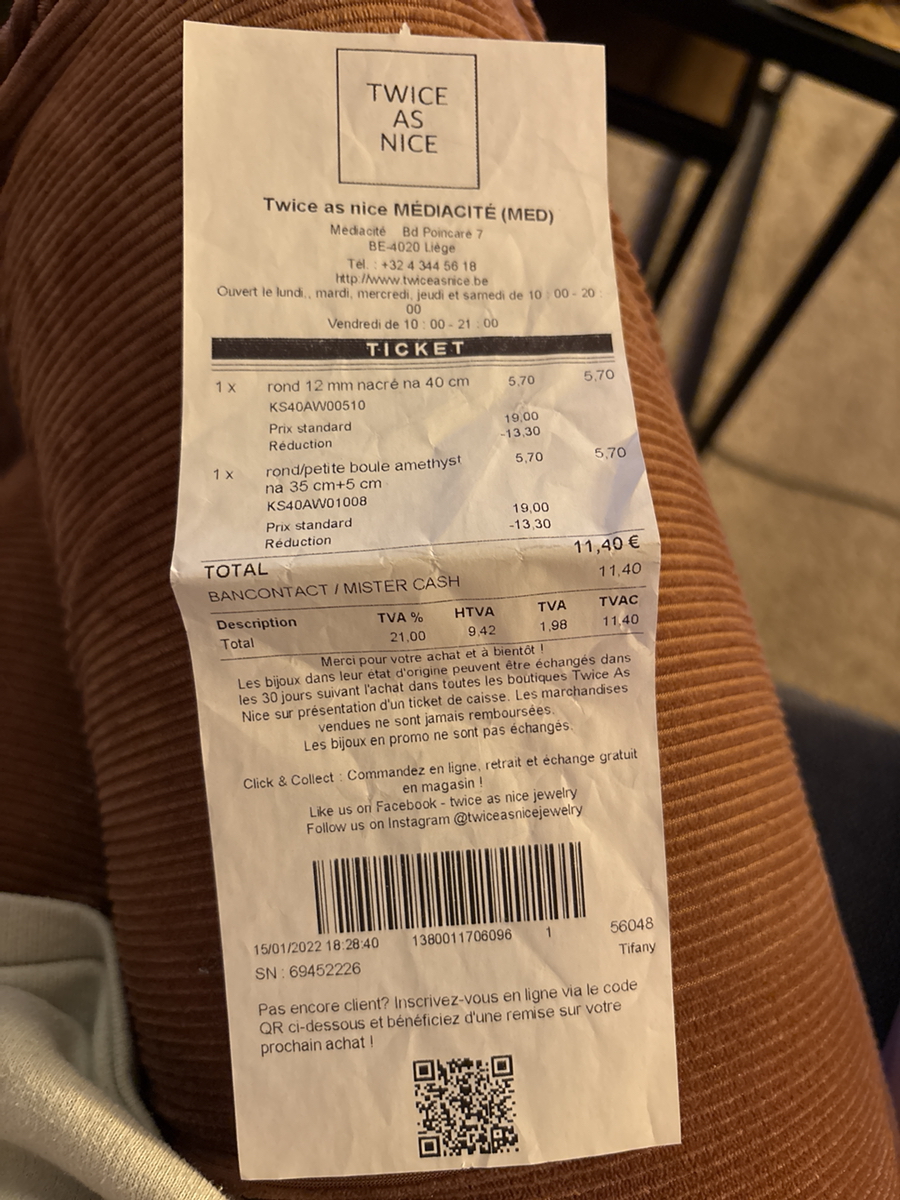 TWICE
AS
NICE
Twice as nice MÉDIACITÉ (MED)
Médiacité Bd Poincaré 7
BE-4020 Liège
Tél. : +32 4 344 56 18
http://www.twiceasnice.be
Ouvert le lundi,, mardi, mercredi, jeudi et samedi de 10 : 00 - 20 :
00
Vendredi de 10 : 00 - 21 : 00
TICKET
1 x rond 12 mm nacré na 40 cm 5,70 5,70
KS40AW00510
Prix standard 19,00
Réduction -13,30
1 x rond/petite boule amethyst 5,70 5,70
na 35 cm+5 cm
KS40AW01008
Prix standard 19,00
Réduction -13,30
TOTAL 11,40 €
BANCONTACT / MISTER CASH 11,40
Description TVA % HTVA TVA TVAC
Total 21,00 9,42 1,98 11,40
Merci pour votre achat et à bientôt !
Les bijoux dans leur état d'origine peuvent être échangés dans
les 30 jours suivant l'achat dans toutes les boutiques Twice As
Nice sur présentation d'un ticket de caisse. Les marchandises
vendues ne sont jamais remboursées.
Les bijoux en promo ne sont pas échangés.
Click & Collect : Commandez en ligne, retrait et échange gratuit
en magasin !
Like us on Facebook - twice as nice jewelry
Follow us on Instagram @twiceasnicejewelry
15/01/2022 18:28:40 1380011706096 1 56048
SN : 69452226 Tifany
Pas encore client? Inscrivez-vous en ligne via le code
QR ci-dessous et bénéficiez d'une remise sur votre
prochain achat !